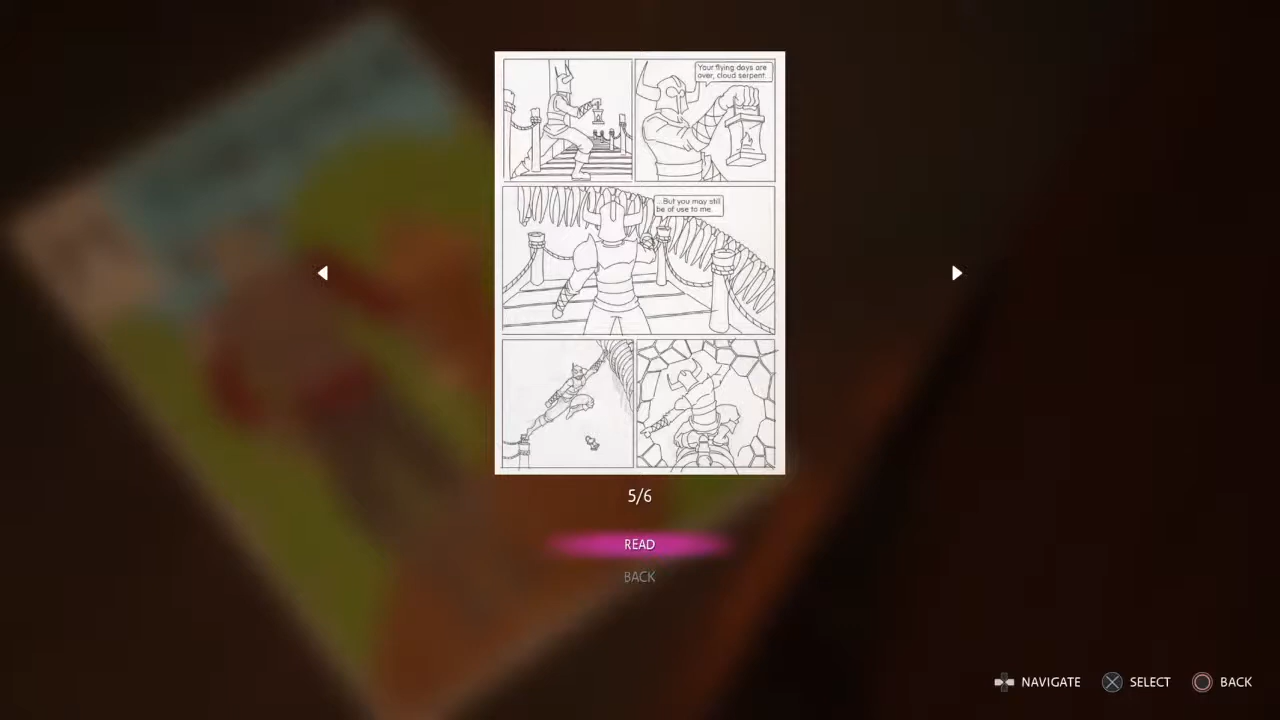 Your flying days are
over, cloud serpent...
...But you may still
be of use to me.
5/6
READ
BACK
NAVIGATE
SELECT
BACK